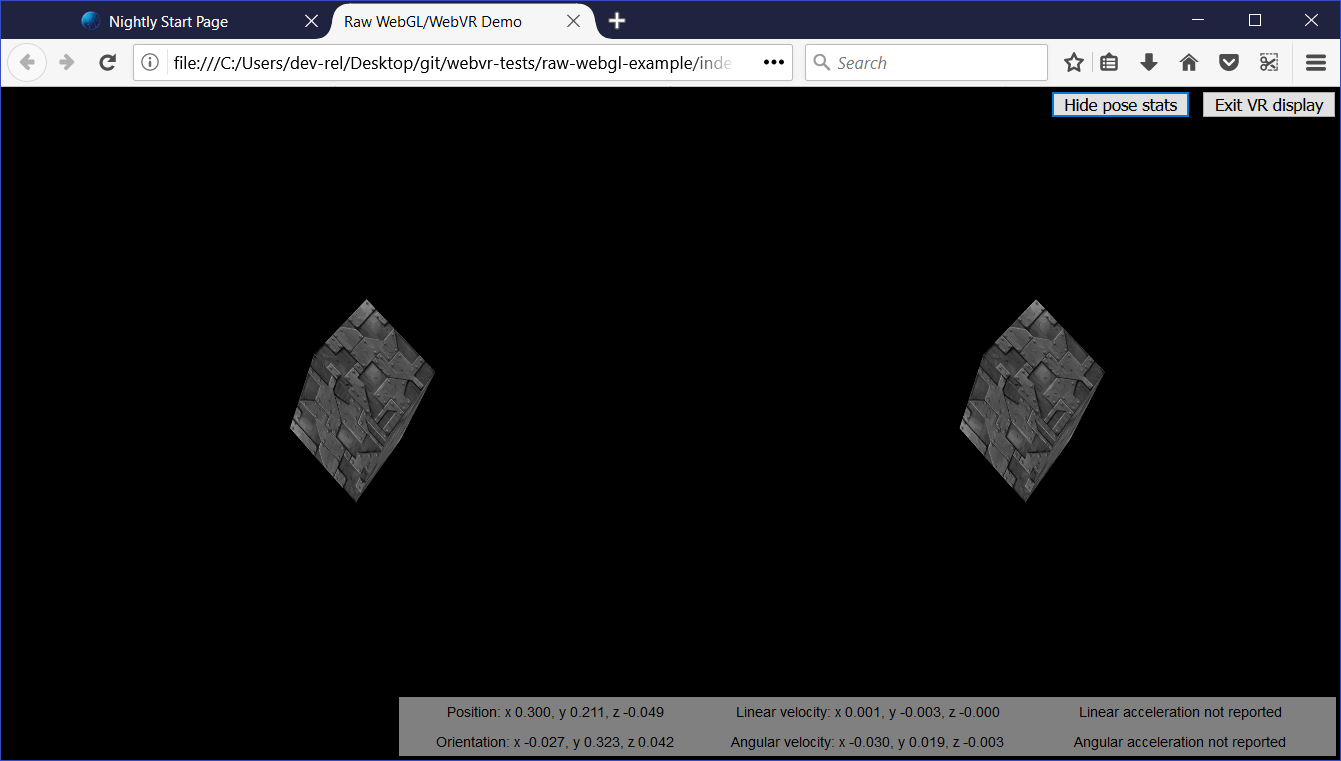 Nightly Start Page
Raw WebGL/WebVR Demo
file:///C:/Users/dev-rel/Desktop/git/webvr-tests/raw-webgl-example/inde
Search
Hide pose stats
Exit VR display
Position: x 0.300, y 0.211, z -0.049
Linear velocity: x 0.001, y -0.003, z -0.000
Linear acceleration not reported
Orientation: x -0.027, y 0.323, z 0.042
Angular velocity: x -0.030, y 0.019, z -0.003
Angular acceleration not reported